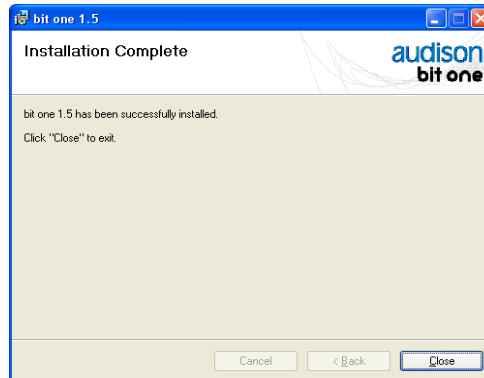 bit one 1.5
Installation Complete
audison
bit one
bit one 1.5 has been successfully installed.
Click "Close" to exit.
Cancel
< Back
Close